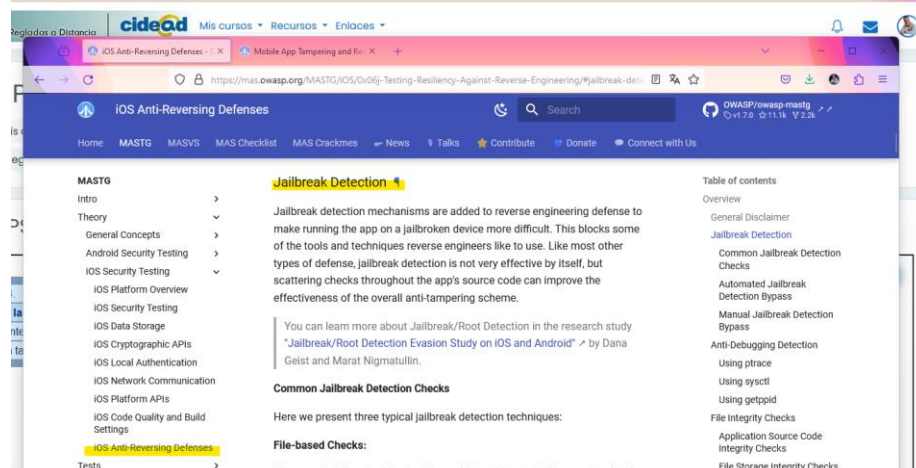 Regladas a Distancia
cidead
Mis cursos
Recursos
Enlaces
iOS Anti-Reversing Defenses -
Mobile App Tampering and Re
https://mas.owasp.org/MASTG/iOS/0x06j-Testing-Resiliency-Against-Reverse-Engineering/#jailbreak-det
iOS Anti-Reversing Defenses
Search
OWASP/owasp-mastg
v1.7.0 11.1k 2.2k
Home MASTG MASVS MAS Checklist MAS Crackmes News Talks Contribute Donate Connect with Us
MASTG
Intro
Theory
General Concepts
Android Security Testing
iOS Security Testing
iOS Platform Overview
iOS Security Testing
iOS Data Storage
iOS Cryptographic APIs
iOS Local Authentication
iOS Network Communication
iOS Platform APIs
iOS Code Quality and Build
Settings
iOS Anti-Reversing Defenses
Tests
Jailbreak Detection ¶
Jailbreak detection mechanisms are added to reverse engineering defense to
make running the app on a jailbroken device more difficult. This blocks some
of the tools and techniques reverse engineers like to use. Like most other
types of defense, jailbreak detection is not very effective by itself, but
scattering checks throughout the app's source code can improve the
effectiveness of the overall anti-tampering scheme.
You can learn more about Jailbreak/Root Detection in the research study
"Jailbreak/Root Detection Evasion Study on iOS and Android" by Dana
Geist and Marat Nigmatullin.
Common Jailbreak Detection Checks
Here we present three typical jailbreak detection techniques:
File-based Checks:
Table of contents
Overview
General Disclaimer
Jailbreak Detection
Common Jailbreak Detection
Checks
Automated Jailbreak
Detection Bypass
Manual Jailbreak Detection
Bypass
Anti-Debugging Detection
Using ptrace
Using sysctl
Using getppid
File Integrity Checks
Application Source Code
Integrity Checks
File Storage Integrity Checks